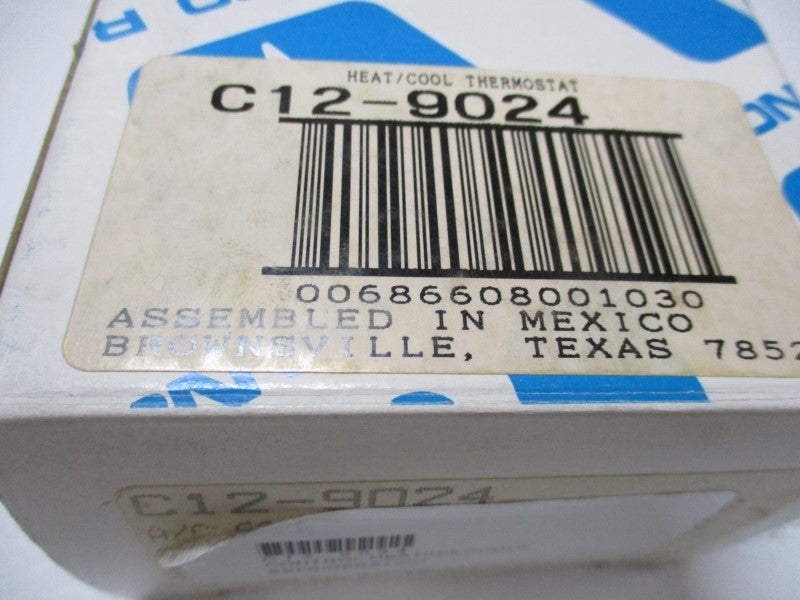 HEAT/COOL THERMOSTAT
C12-9024
00686608001030
ASSEMBLED IN MEXICO
BROWNSVILLE, TEXAS 7852
C12-9024
A/C